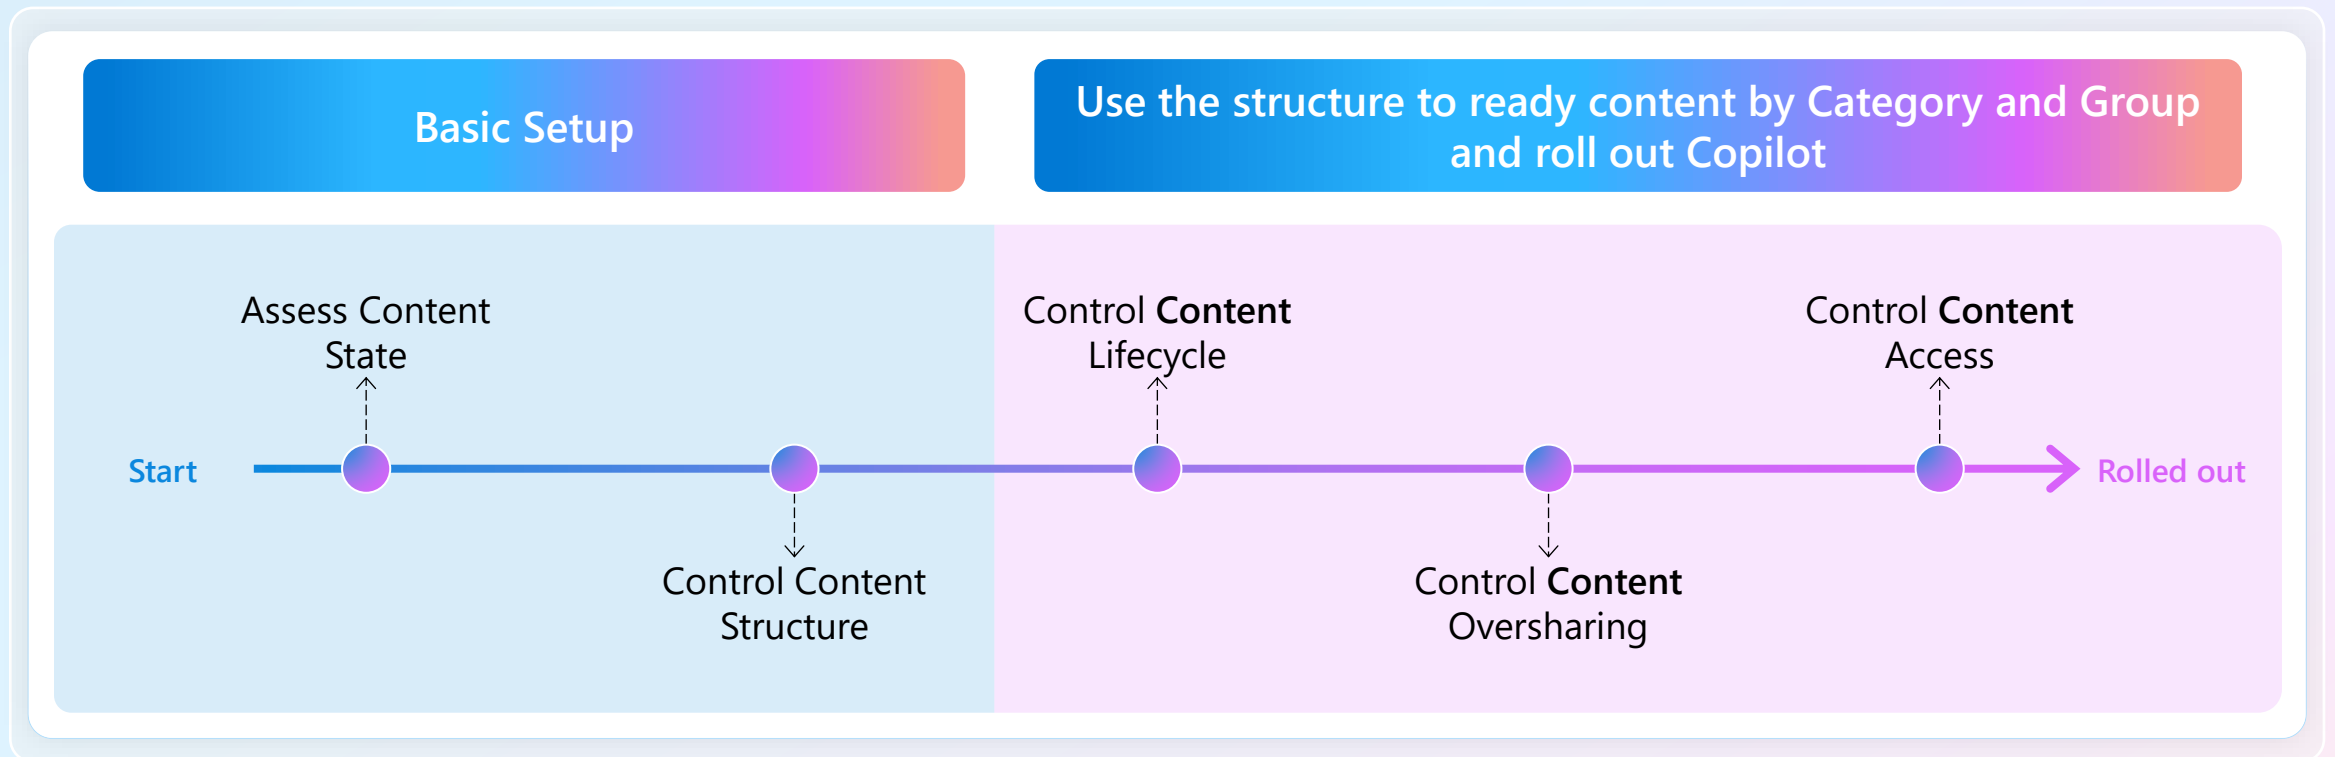 Basic Setup
Use the structure to ready content by Category and Group
and roll out Copilot
Assess Content
State
Control Content
Lifecycle
Control Content
Access
Start
Rolled out
Control Content
Structure
Control Content
Oversharing